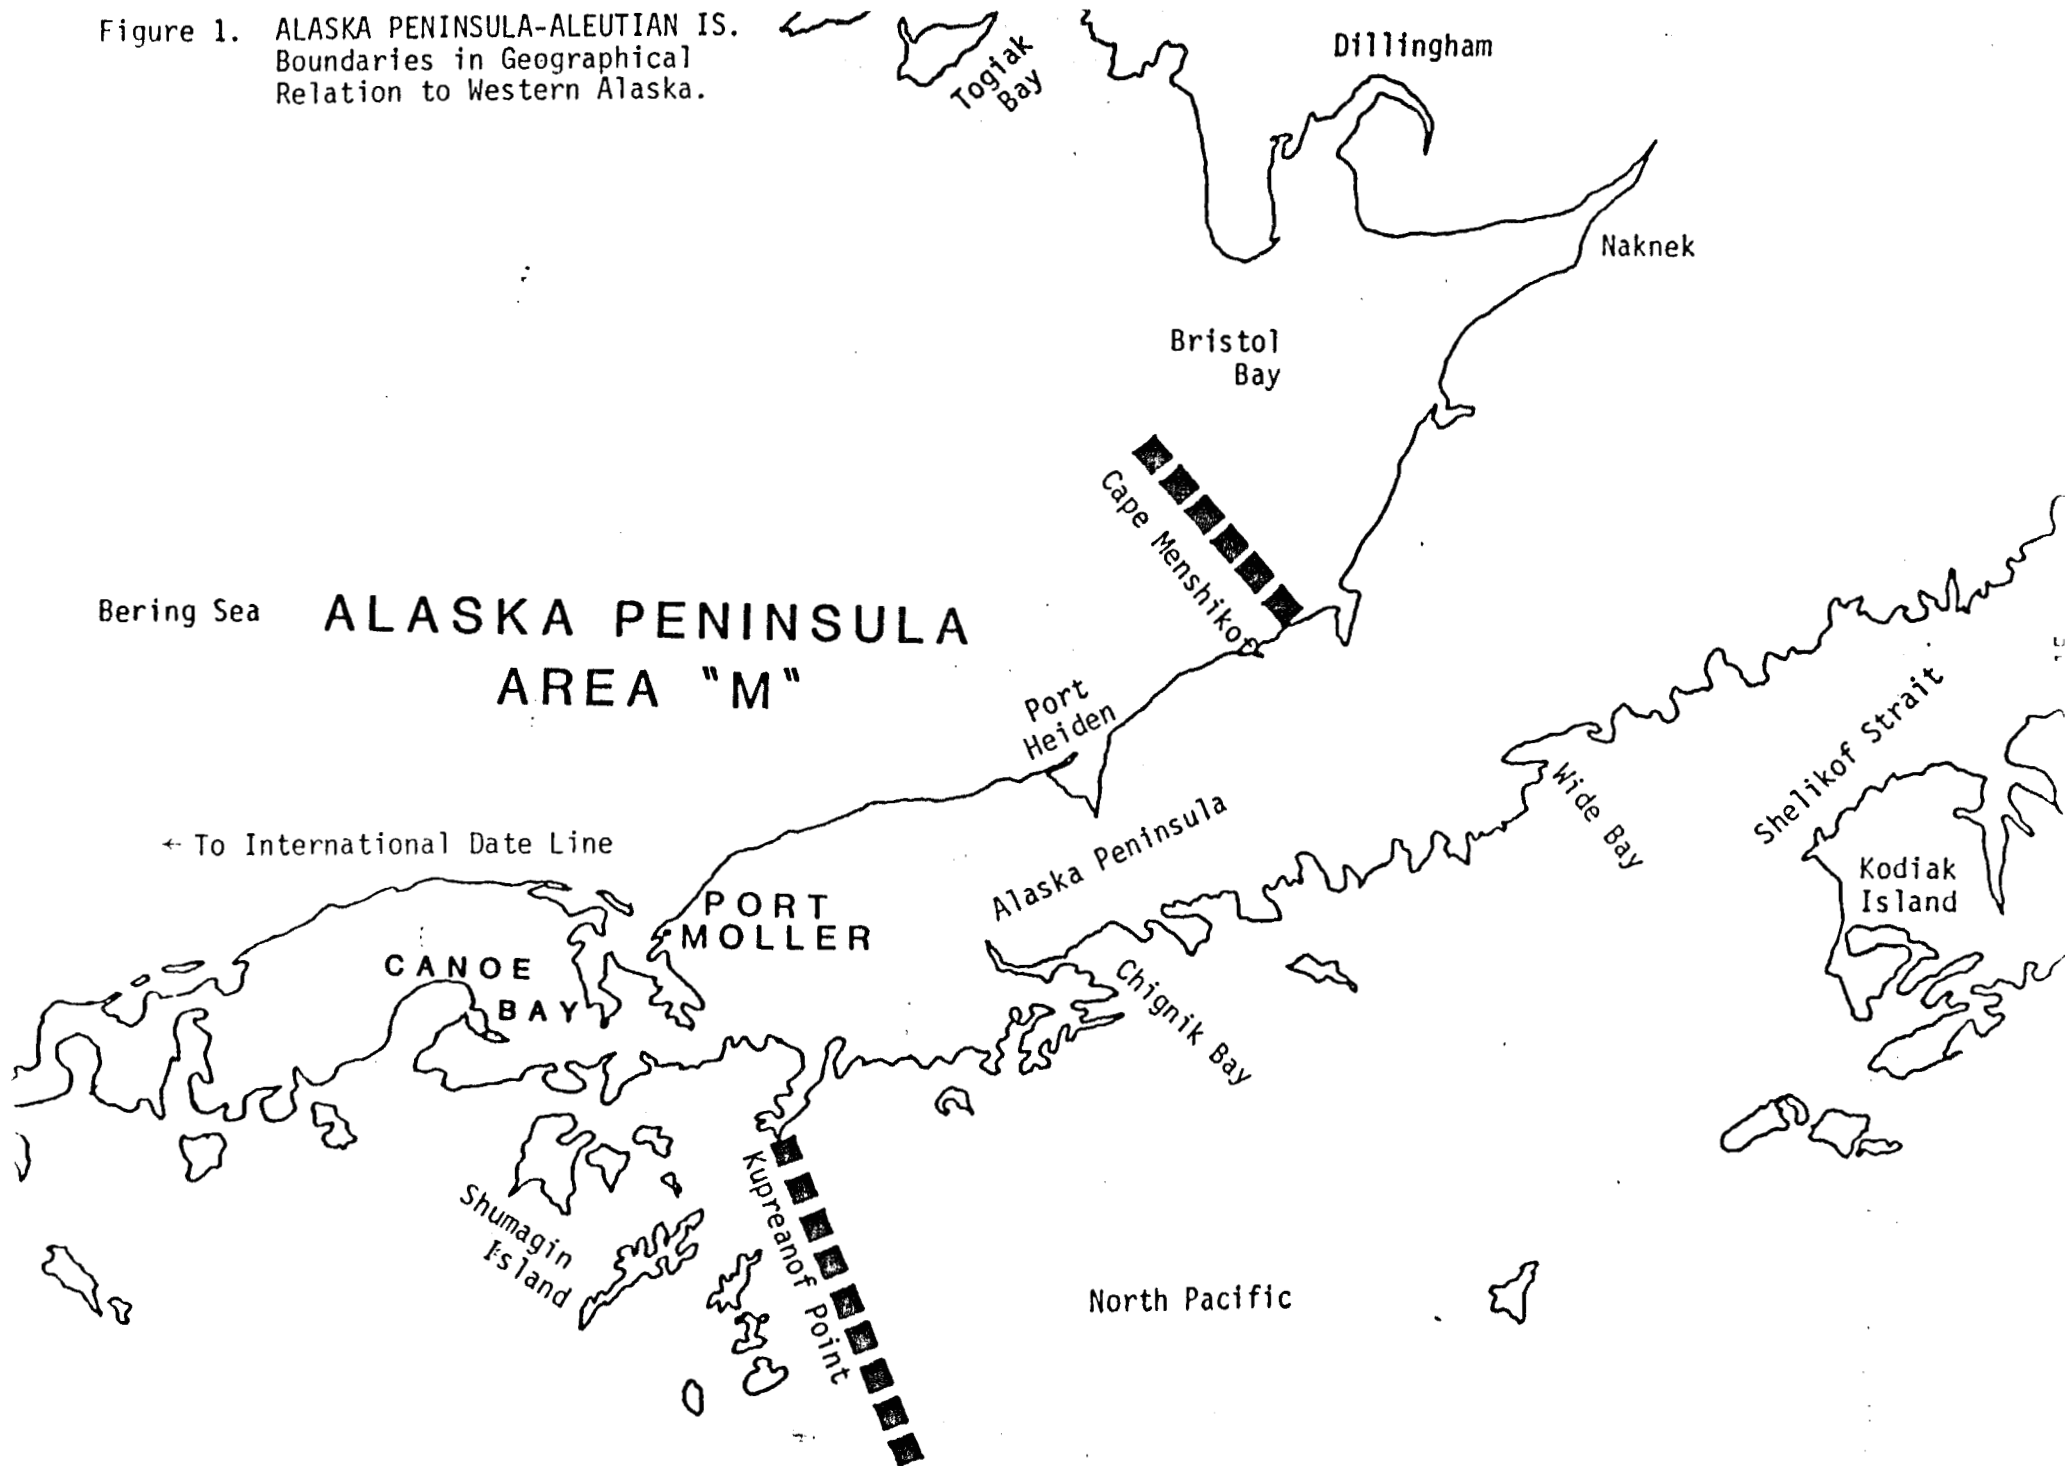 Figure 1. ALASKA PENINSULA-ALEUTIAN IS.
Boundaries in Geographical
Relation to Western Alaska.
Togiak
Bay
Dillingham
Naknek
Bristol
Bay
Cape Menshikof
Bering Sea
ALASKA PENINSULA
AREA "M"
Port
Heiden
Shelikof Strait
Wide Bay
Alaska Peninsula
← To International Date Line
Kodiak
Island
PORT
MOLLER
CANOE
BAY
Chignik Bay
Kupreanof Point
Shumagin
Island
North Pacific